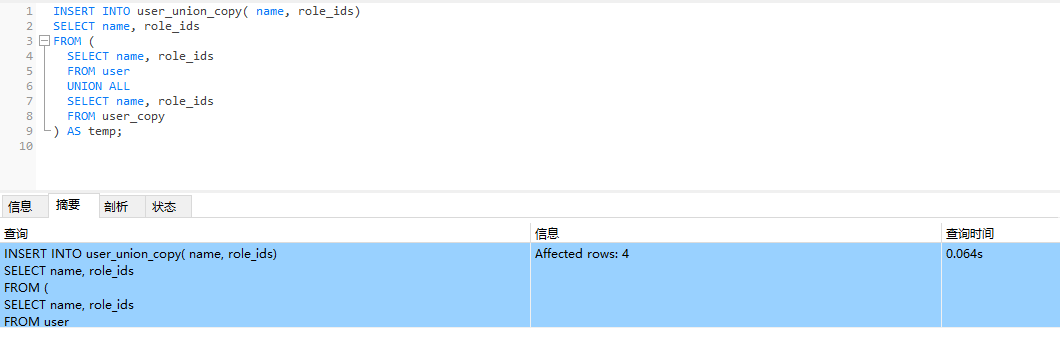 1 INSERT INTO user_union_copy( name, role_ids)
2 SELECT name, role_ids
3 FROM (
4 SELECT name, role_ids
5 FROM user
6 UNION ALL
7 SELECT name, role_ids
8 FROM user_copy
9 ) AS temp;
10
信息 摘要 剖析 状态
查询 信息 查询时间
INSERT INTO user_union_copy( name, role_ids) Affected rows: 4 0.064s
SELECT name, role_ids
FROM (
SELECT name, role_ids
FROM user